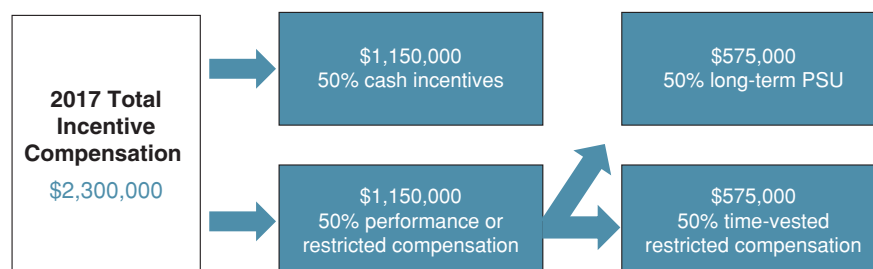 2017 Total
Incentive
Compensation
$2,300,000
$1,150,000
50% cash incentives
$575,000
50% long-term PSU
$1,150,000
50% performance or
restricted compensation
$575,000
50% time-vested
restricted compensation